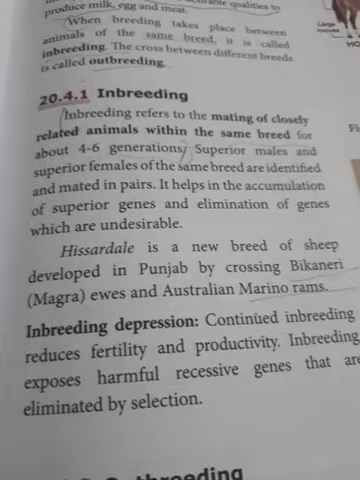 produce milk, egg and meat.
When breeding takes place between
animals of the same breed, it is called
inbreeding. The cross between different breeds
is called outbreeding.
20.4.1 Inbreeding
Inbreeding refers to the mating of closely
related animals within the same breed for
about 4-6 generations. Superior males and
superior females of the same breed are identified
and mated in pairs. It helps in the accumulation
of superior genes and elimination of genes
which are undesirable.
Hissardale is a new breed of sheep
developed in Punjab by crossing Bikaneri
(Magra) ewes and Australian Marino rams.
Inbreeding depression: Continued inbreeding
reduces fertility and productivity. Inbreeding
exposes harmful recessive genes that are
eliminated by selection.
Large
HO
Fi